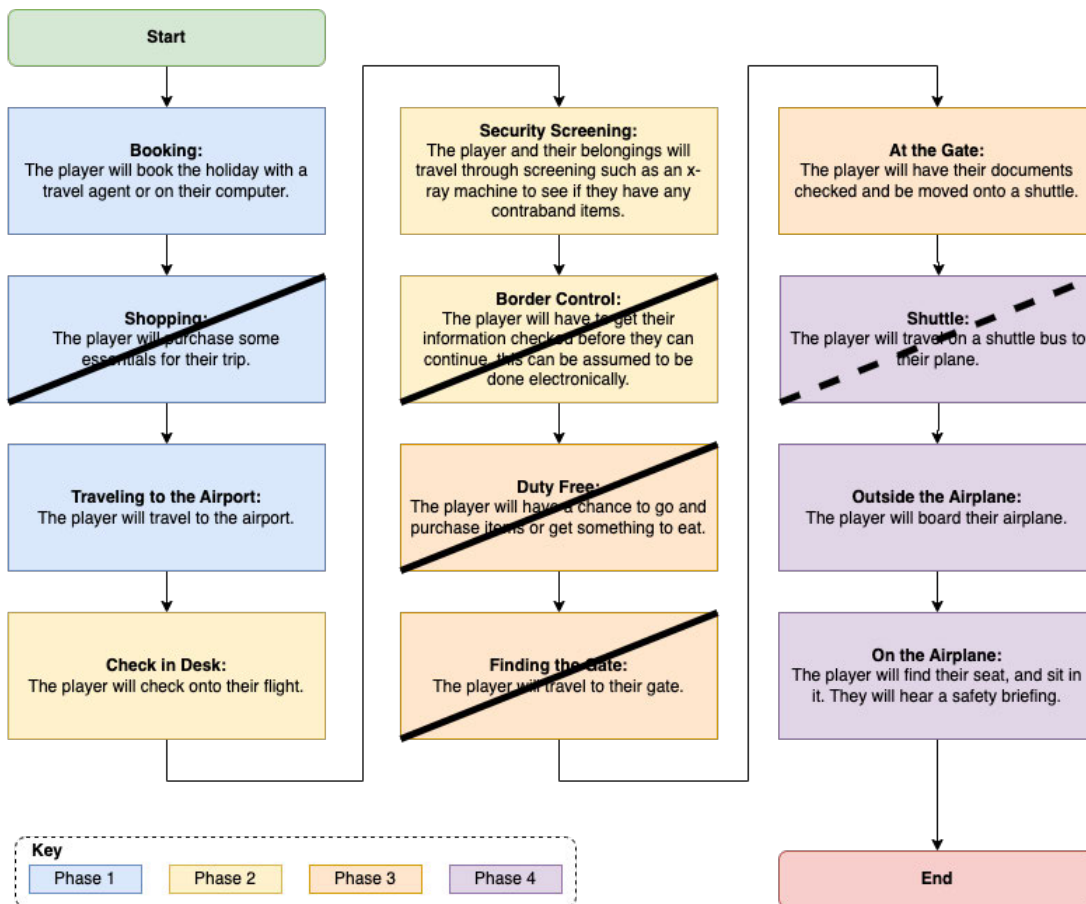 Start
Booking:
The player will book the holiday with a
travel agent or on their computer.
Shopping:
The player will purchase some
essentials for their trip.
Traveling to the Airport:
The player will travel to the airport.
Check in Desk:
The player will check onto their flight.
Security Screening:
The player and their belongings will
travel through screening such as an x-
ray machine to see if they have any
contraband items.
Border Control:
The player will have to get their
information checked before they can
continue, this can be assumed to be
done electronically.
Duty Free:
The player will have a chance to go and
purchase items or get something to eat.
Finding the Gate:
The player will travel to their gate.
At the Gate:
The player will have their documents
checked and be moved onto a shuttle.
Shuttle:
The player will travel on a shuttle bus to
their plane.
Outside the Airplane:
The player will board their airplane.
On the Airplane:
The player will find their seat, and sit in
it. They will hear a safety briefing.
End
Key
Phase 1
Phase 2
Phase 3
Phase 4